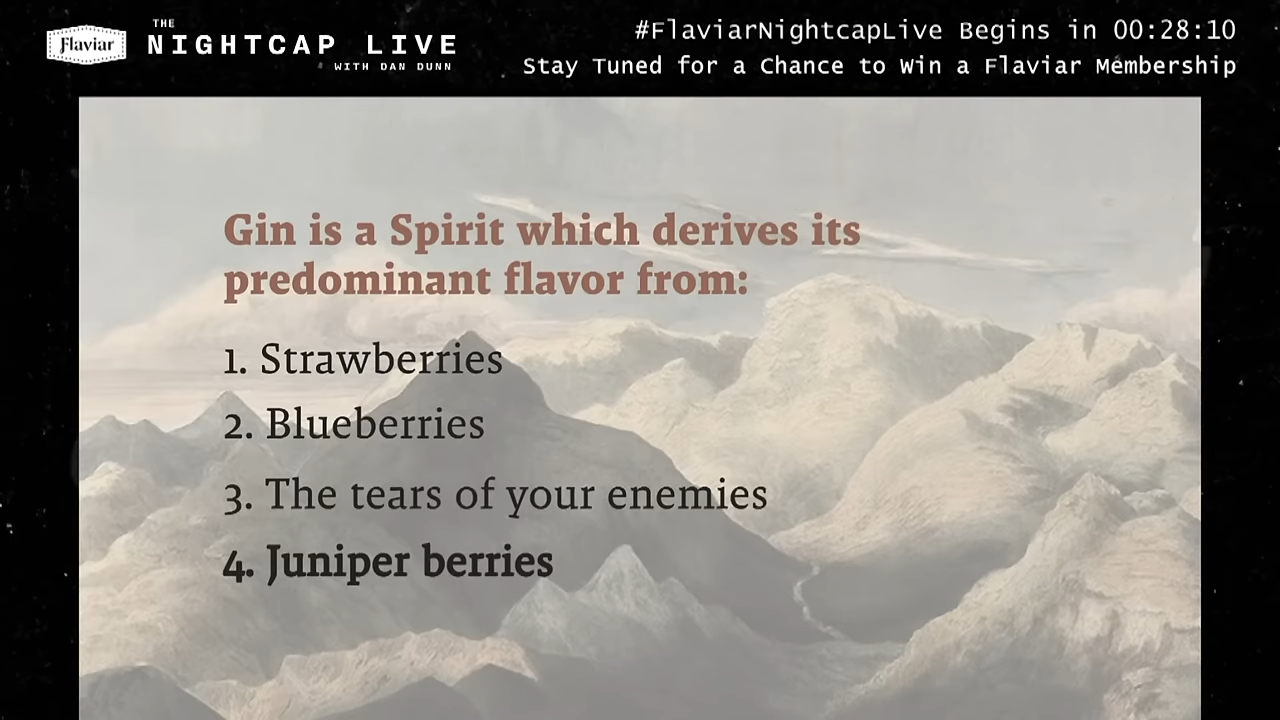 Flaviar
THE
NIGHTCAP LIVE
WITH DAN DUNN
#FlaviarNightcapLive Begins in 00:28:10
Stay Tuned for a Chance to Win a Flaviar Membership
Gin is a Spirit which derives its
predominant flavor from:
1. Strawberries
2. Blueberries
3. The tears of your enemies
4. Juniper berries